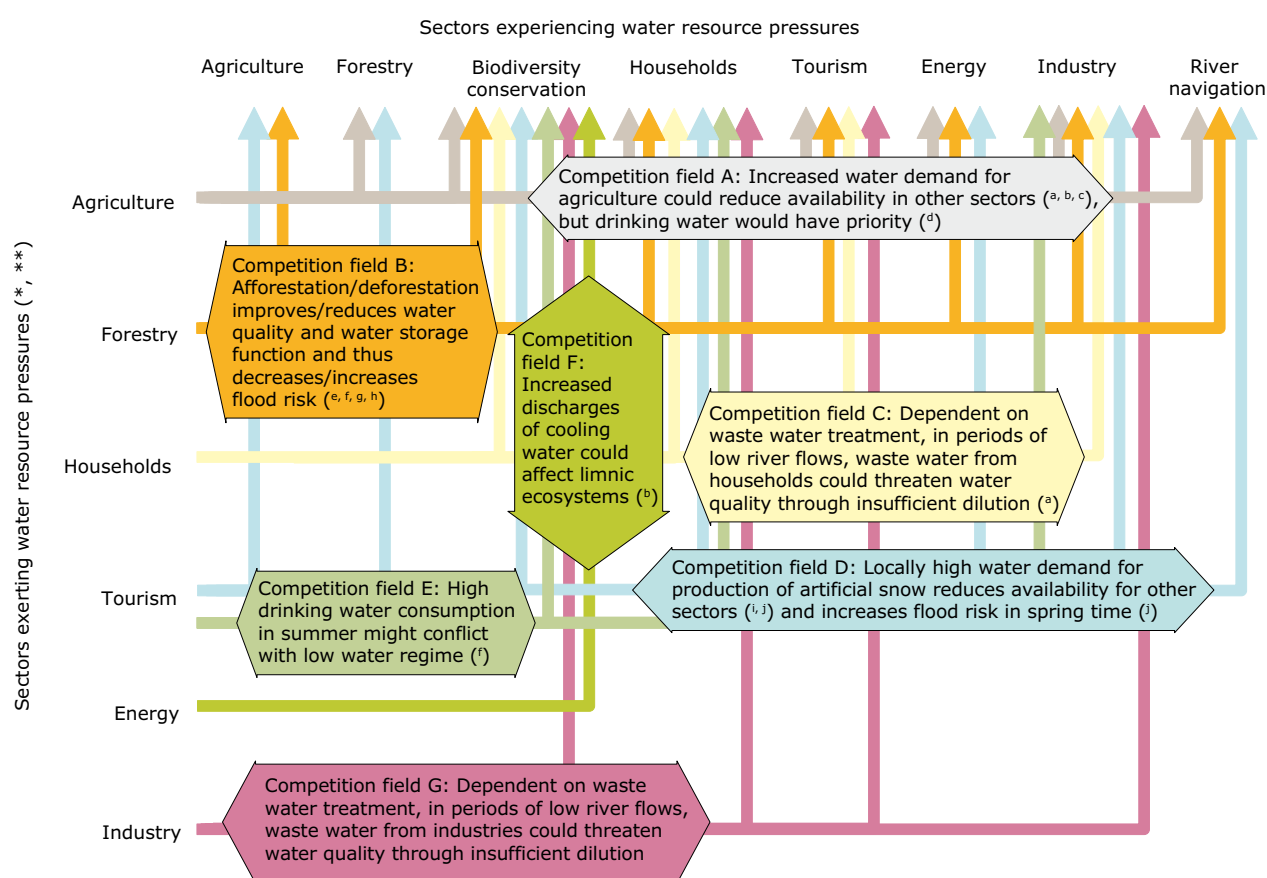 Sectors experiencing water resource pressures
Agriculture
Forestry
Biodiversity
conservation
Households
Tourism
Energy
Industry
River
navigation
Sectors exerting water resource pressures (*, **)
Agriculture
Competition field A: Increased water demand for
agriculture could reduce availability in other sectors (a, b, c),
but drinking water would have priority (d)
Forestry
Competition field B:
Afforestation/deforestation
improves/reduces water
quality and water storage
function and thus
decreases/increases
flood risk (e, f, g, h)
Competition
field F:
Increased
discharges
of cooling
water could
affect limnic
ecosystems (b)
Households
Competition field C: Dependent on
waste water treatment, in periods of
low river flows, waste water from
households could threaten water
quality through insufficient dilution (a)
Tourism
Competition field D: Locally high water demand for
production of artificial snow reduces availability for other
sectors (i, j) and increases flood risk in spring time (j)
Competition field E: High
drinking water consumption
in summer might conflict
with low water regime (f)
Energy
Industry
Competition field G: Dependent on waste
water treatment, in periods of low river flows,
waste water from industries could threaten
water quality through insufficient dilution